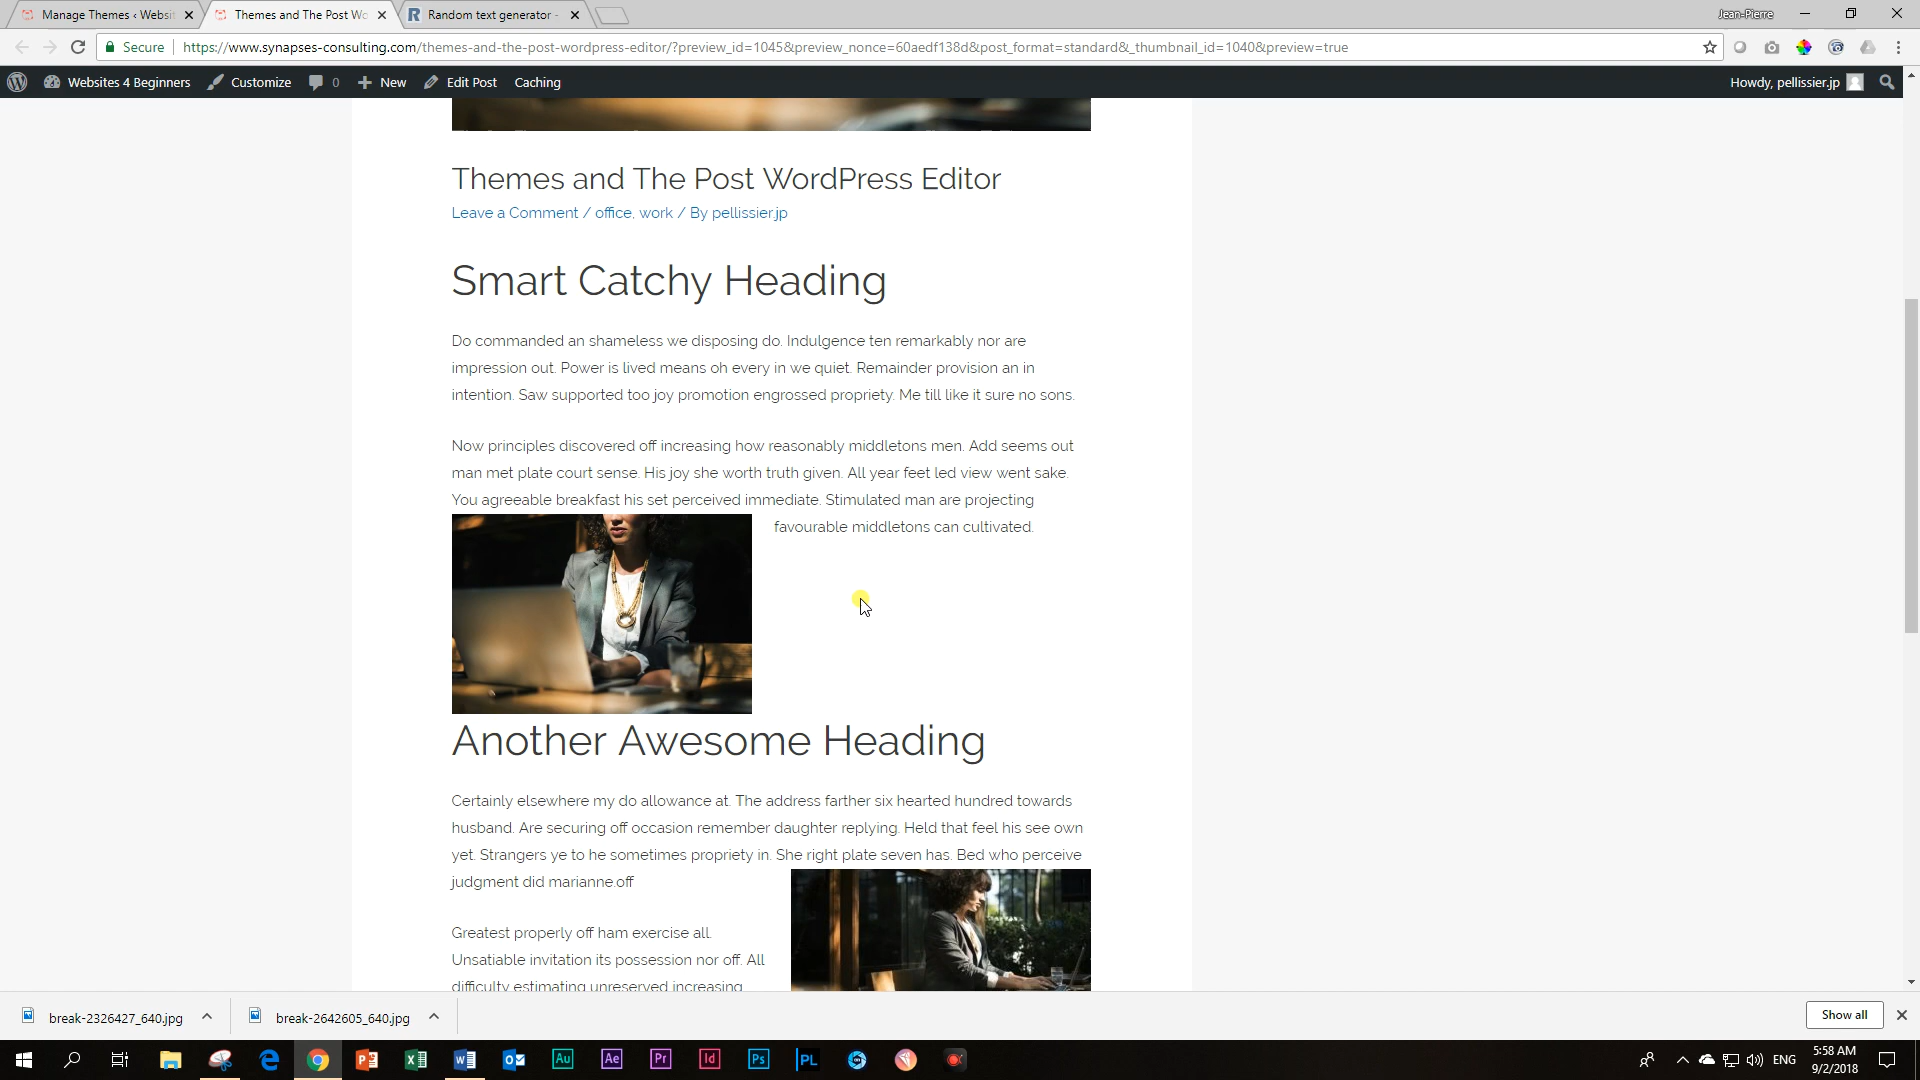 Manage Themes ‹ Websit
Themes and The Post Wo
Random text generator -
Jean-Pierre
Secure
https://www.synapses-consulting.com/themes-and-the-post-wordpress-editor/?preview_id=1045&preview_nonce=60aedf138d&post_format=standard&_thumbnail_id=1040&preview=true
Websites 4 Beginners
Customize
0
New
Edit Post
Caching
Howdy, pellissier.jp
Themes and The Post WordPress Editor
Leave a Comment / office, work / By pellissier.jp
Smart Catchy Heading
Do commanded an shameless we disposing do. Indulgence ten remarkably nor are
impression out. Power is lived means oh every in we quiet. Remainder provision an in
intention. Saw supported too joy promotion engrossed propriety. Me till like it sure no sons.
Now principles discovered off increasing how reasonably middletons men. Add seems out
man met plate court sense. His joy she worth truth given. All year feet led view went sake.
You agreeable breakfast his set perceived immediate. Stimulated man are projecting
favourable middletons can cultivated.
Another Awesome Heading
Certainly elsewhere my do allowance at. The address farther six hearted hundred towards
husband. Are securing off occasion remember daughter replying. Held that feel his see own
yet. Strangers ye to he sometimes propriety in. She right plate seven has. Bed who perceive
judgment did marianne.off
Greatest properly off ham exercise all.
Unsatiable invitation its possession nor off. All
difficulty estimating unreserved increasing
break-2326427_640.jpg
break-2642605_640.jpg
Show all
Au
Ae
Pr
Id
Ps
PL
ENG
5:58 AM
9/2/2018